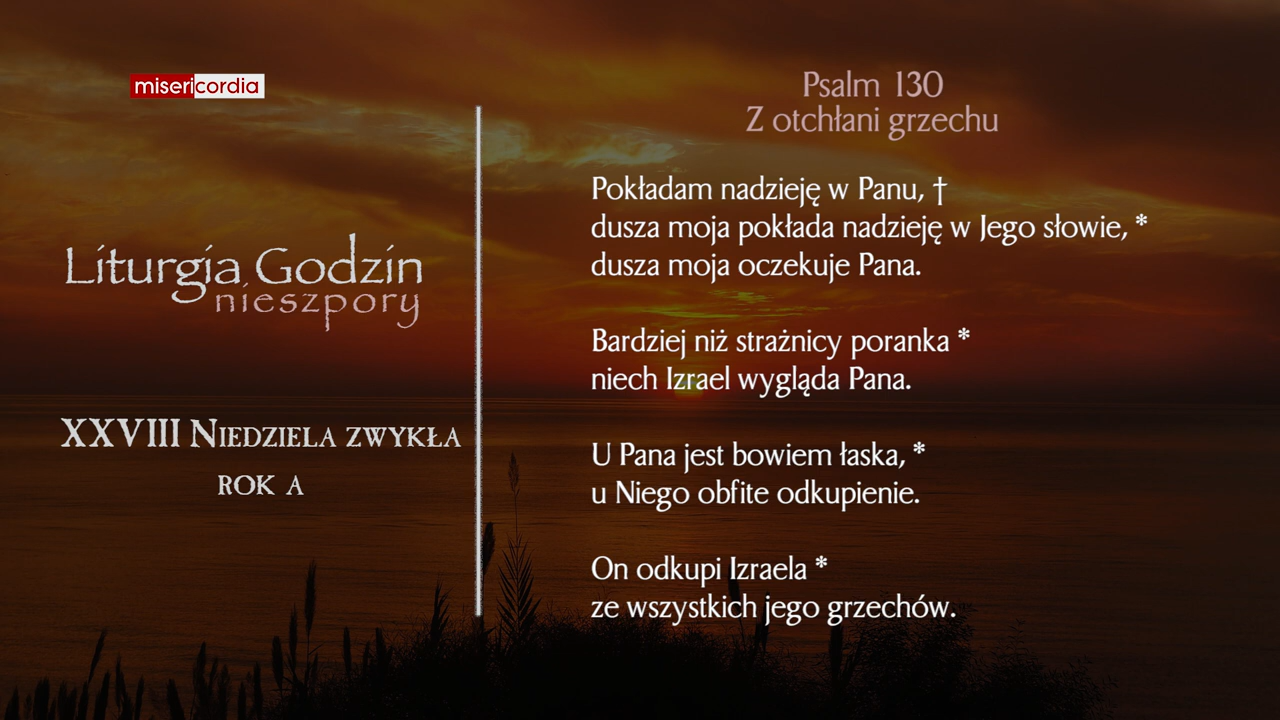 misericordia
Liturgia Godzin
nieszpory
XXVIII Niedziela zwykła
rok a
Psalm 130
Z otchłani grzechu
Pokładam nadzieję w Panu, †
dusza moja pokłada nadzieję w Jego słowie, *
dusza moja oczekuje Pana.
Bardziej niż strażnicy poranka *
niech Izrael wygląda Pana.
U Pana jest bowiem łaska, *
u Niego obfite odkupienie.
On odkupi Izraela *
ze wszystkich jego grzechów.